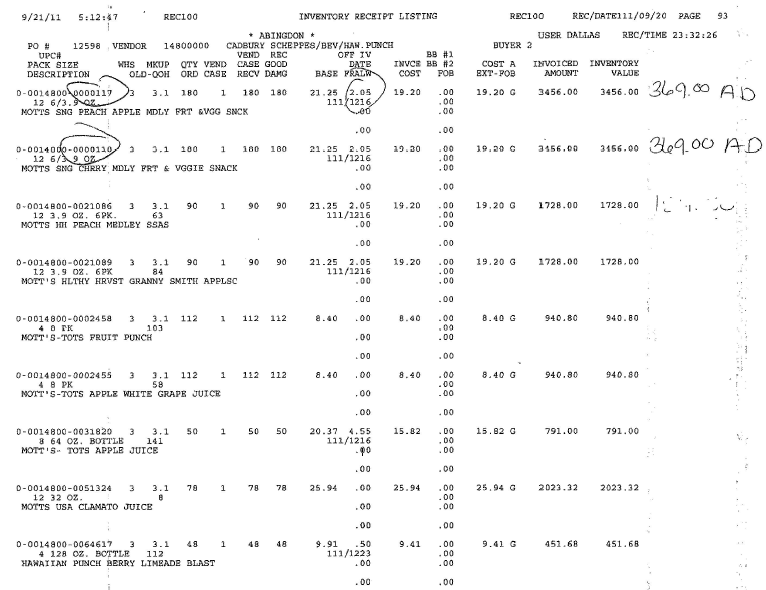 9/21/11 5:12:47 REC100 INVENTORY RECEIPT LISTING REC100 REC/DATE111/09/20 PAGE 93
* ABINGDON * USER DALLAS REC/TIME 23:32:26
PO # 12598 VENDOR 14800000 CADBURY SCHEPPES/BEV/HAW.PUNCH BUYER 2
UPC# VEND REC OFF IV BB #1
PACK SIZE WHS MKUP QTY VEND CASE GOOD DATE INVCE BB #2 COST A INVOICED INVENTORY
DESCRIPTION OLD-QOH ORD CASE RECV DAMG BASE FRALW COST FOB EXT-FOB AMOUNT VALUE
0-0014800-0000117 3 3.1 180 1 180 180 21.25 2.05 19.20 .00 19.20 G 3456.00 3456.00 369.00 AD
12 6/3.9 OZ. 111/1216 .00
MOTTS SNG PEACH APPLE MDLY FRT &VGG SNCK .00 .00
.00 .00
0-0014800-0000118 3 3.1 180 1 180 180 21.25 2.05 19.20 .00 19.20 G 3456.00 3456.00 369.00 AD
12 6/3 9 OZ 111/1216 .00
MOTTS SNG CHRRY MDLY FRT & VGGIE SNACK .00 .00
.00 .00
0-0014800-0021086 3 3.1 90 1 90 90 21.25 2.05 19.20 .00 19.20 G 1728.00 1728.00
12 3.9 OZ. 6PK. 63 111/1216 .00
MOTTS HH PEACH MEDLEY SSAS .00 .00
.00 .00
0-0014800-0021089 3 3.1 90 1 90 90 21.25 2.05 19.20 .00 19.20 G 1728.00 1728.00
12 3.9 OZ. 6PK 84 111/1216 .00
MOTT'S HLTHY HRVST GRANNY SMITH APPLSC .00 .00
.00 .00
0-0014800-0002458 3 3.1 112 1 112 112 8.40 8.40 .00 8.40 G 940.80 940.80
4 8 PK 103 .00
MOTT'S-TOTS FRUIT PUNCH .00 .00
.00 .00
0-0014800-0002455 3 3.1 112 1 112 112 8.40 8.40 .00 8.40 G 940.80 940.80
4 8 PK 58 .00
MOTT'S-TOTS APPLE WHITE GRAPE JUICE .00 .00
.00 .00
0-0014800-0031820 3 3.1 50 1 50 50 20.37 4.55 15.82 .00 15.82 G 791.00 791.00
8 64 OZ. BOTTLE 141 111/1216 .00
MOTT'S- TOTS APPLE JUICE .00 .00
.00 .00
0-0014800-0051324 3 3.1 78 1 78 78 25.94 25.94 .00 25.94 G 2023.32 2023.32
12 32 OZ. 8 .00
MOTTS USA CLAMATO JUICE .00 .00
.00 .00
0-0014800-0064617 3 3.1 48 1 48 48 9.91 .50 9.41 .00 9.41 G 451.68 451.68
4 128 OZ. BOTTLE 112 111/1223 .00
HAWAIIAN PUNCH BERRY LIMEADE BLAST .00 .00
.00 .00